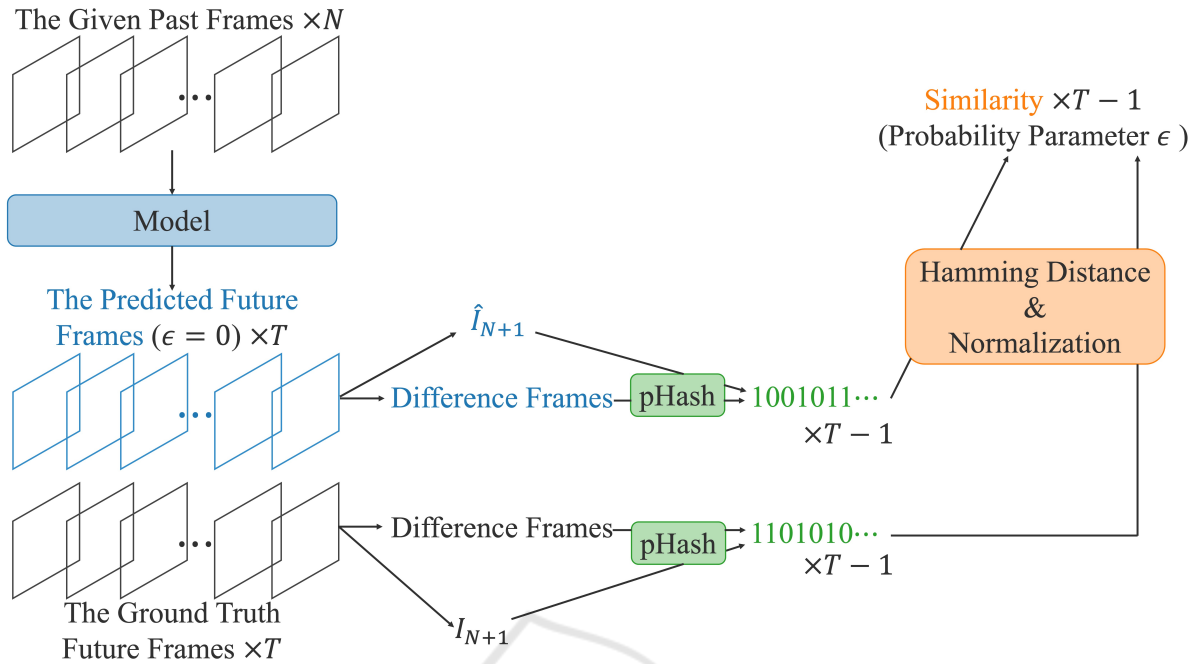 The Given Past Frames ×N
Model
The Predicted Future
Frames (ϵ = 0) ×T
Î_{N+1}
Difference Frames
pHash
1001011⋯
×T − 1
Difference Frames
pHash
1101010⋯
×T − 1
I_{N+1}
The Ground Truth
Future Frames ×T
Hamming Distance
&
Normalization
Similarity ×T − 1
(Probability Parameter ϵ )